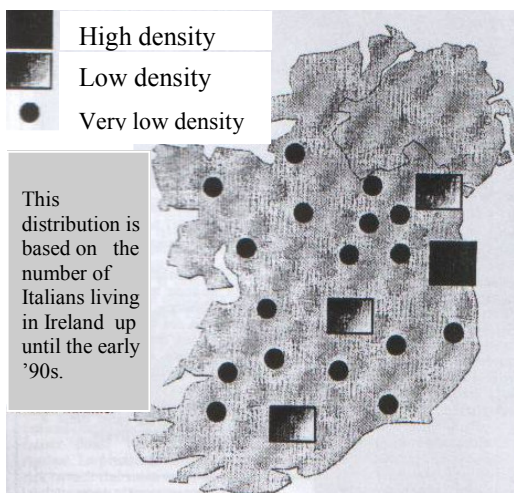 High density
Low density
Very low density
This
distribution is
based on the
number of
Italians living
in Ireland up
until the early
’90s.